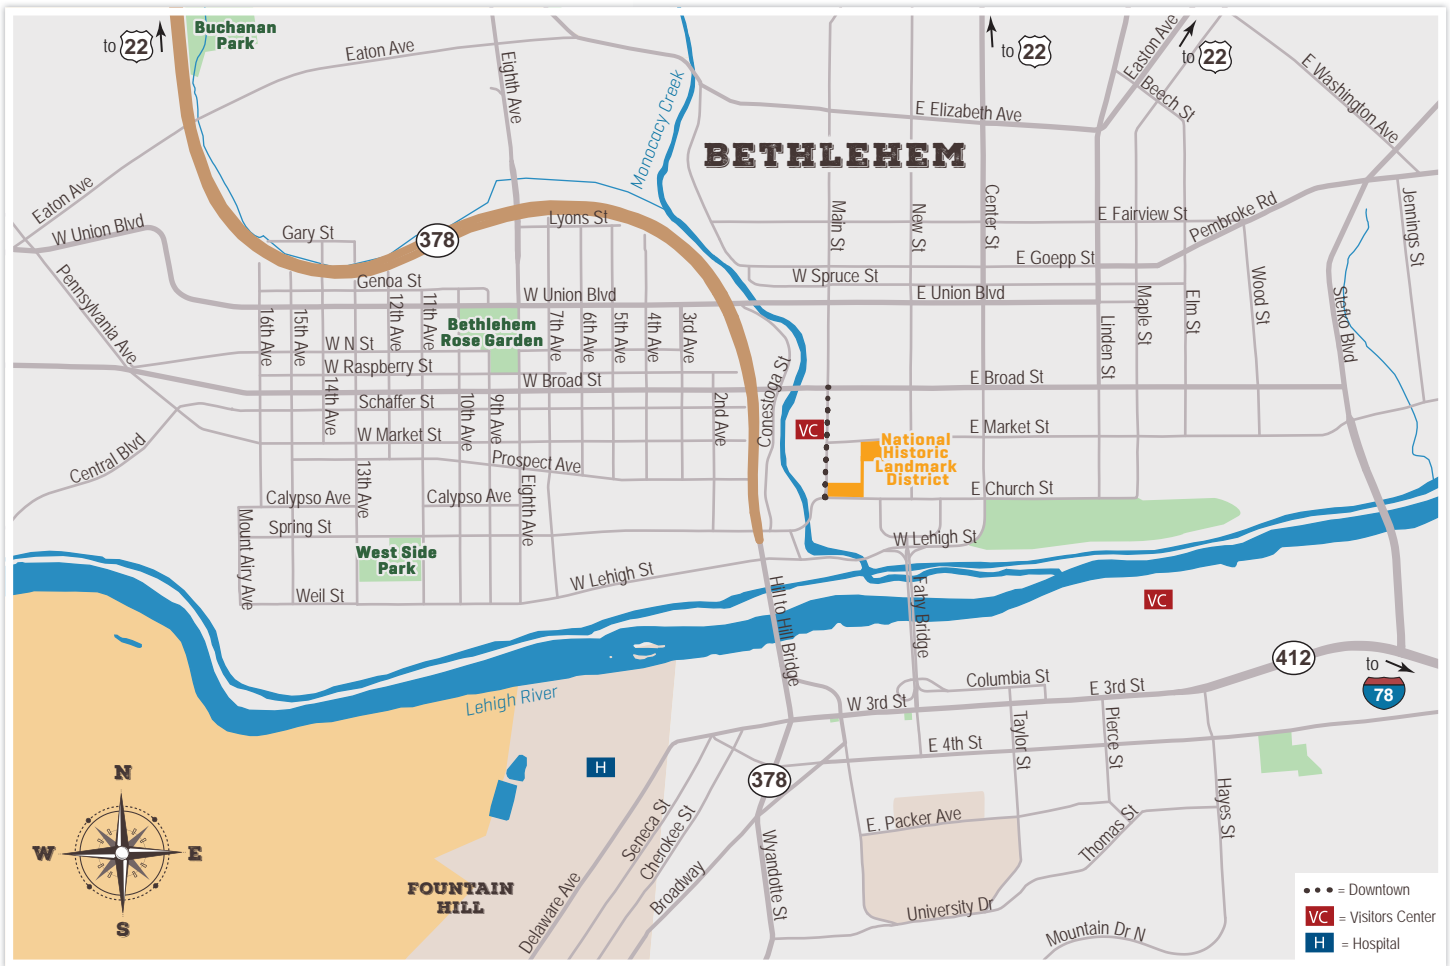 Buchanan
Park
to 22
Eaton Ave
Eighth Ave
Monocacy Creek
to 22
Easton Ave
to 22
Beech St
E Washington Ave
E Elizabeth Ave
BETHLEHEM
Eaton Ave
W Union Blvd
Gary St
378
Lyons St
Main St
New St
Center St
E Fairview St
Pembroke Rd
Jennings St
Pennsylvania Ave
Genoa St
W Spruce St
E Goepp St
W Union Blvd
E Union Blvd
16th Ave
15th Ave
12th Ave
11th Ave
Bethlehem
Rose Garden
7th Ave
6th Ave
5th Ave
4th Ave
3rd Ave
Linden St
Maple St
Elm St
Wood St
Stefko Blvd
W N St
W Raspberry St
W Broad St
E Broad St
14th Ave
Schaffer St
10th Ave
9th Ave
2nd Ave
Conestoga St
VC
W Market St
E Market St
Central Blvd
Prospect Ave
National
Historic
Landmark
District
13th Ave
Calypso Ave
Calypso Ave
Eighth Ave
E Church St
Mount Airy Ave
Spring St
West Side
Park
W Lehigh St
W Lehigh St
Weil St
Hill to Hill Bridge
Fahy Bridge
VC
412
to
78
Lehigh River
Columbia St
W 3rd St
E 3rd St
E 4th St
Taylor St
Pierce St
H
378
N
W
E
S
Seneca St
Cherokee St
E. Packer Ave
Thomas St
Hayes St
Wyandotte St
FOUNTAIN
HILL
Delaware Ave
Broadway
University Dr
Mountain Dr N
= Downtown
VC = Visitors Center
H = Hospital